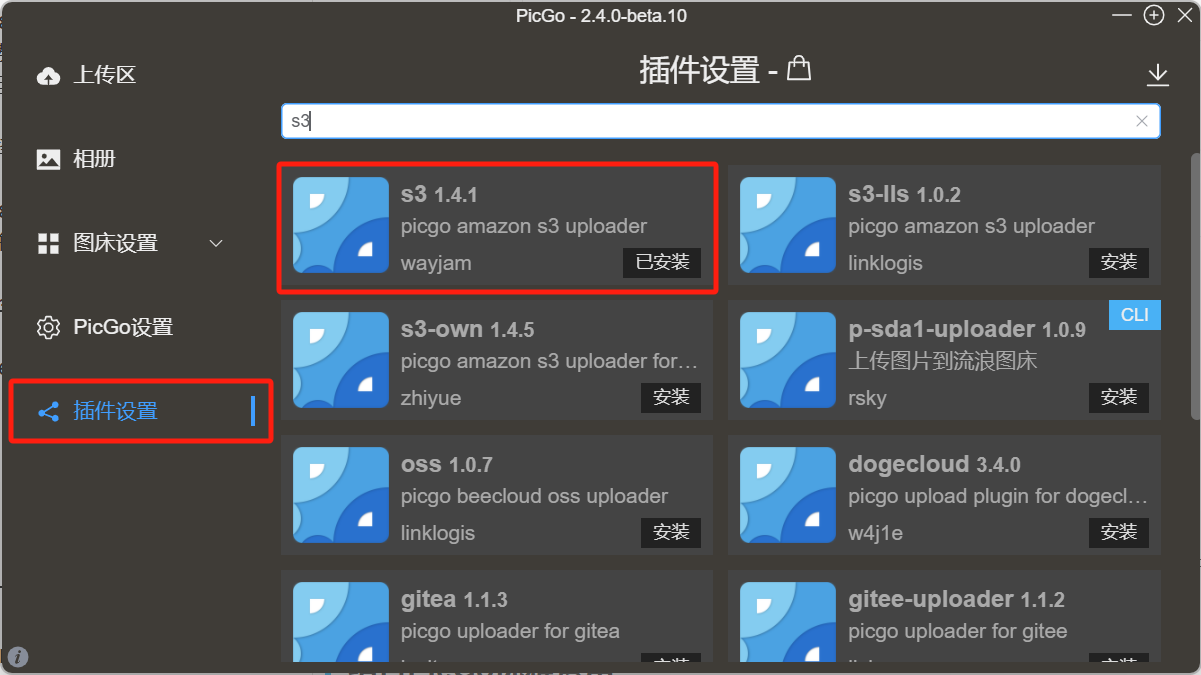 PicGo - 2.4.0-beta.10
上传区
相册
图床设置
PicGo设置
插件设置
插件设置 -
s3
s3 1.4.1
picgo amazon s3 uploader
wayjam
已安装
s3-lls 1.0.2
picgo amazon s3 uploader
linklogis
安装
s3-own 1.4.5
picgo amazon s3 uploader for…
zhiyue
安装
CLI
p-sda1-uploader 1.0.9
上传图片到流浪图床
rsky
安装
oss 1.0.7
picgo beecloud oss uploader
linklogis
安装
dogecloud 3.4.0
picgo upload plugin for dogecl…
w4j1e
安装
gitea 1.1.3
picgo uploader for gitea
gitee-uploader 1.1.2
picgo uploader for gitee